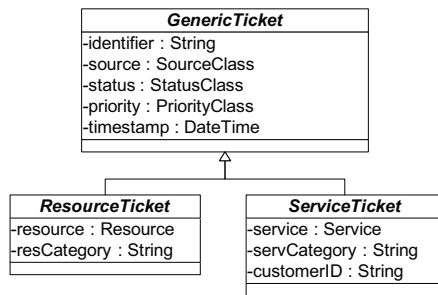 GenericTicket
-identifier : String
-source : SourceClass
-status : StatusClass
-priority : PriorityClass
-timestamp : DateTime
ResourceTicket
-resource : Resource
-resCategory : String
ServiceTicket
-service : Service
-servCategory : String
-customerID : String